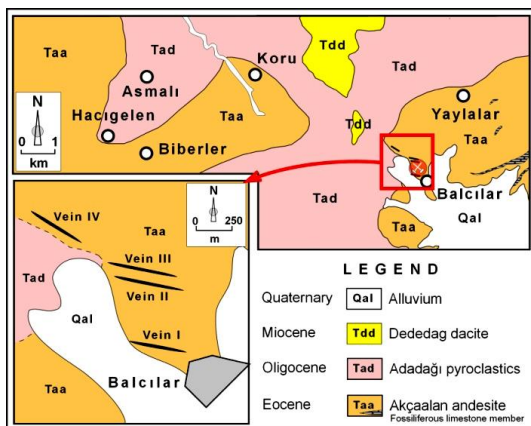 Taa
Tad
Asmalı
Koru
Tdd
Tad
Yaylalar
Taa
N
0 1
km
Hacıgelen
Taa
Biberler
Tdd
Balcılar
Qal
Tad
Taa
Vein IV
Taa
N
0 250
m
Vein III
Vein II
Tad
Qal
Vein I
Taa
Balcılar
LEGEND
Quaternary Qal Alluvium
Miocene Tdd Dededag dacite
Oligocene Tad Adadağı pyroclastics
Eocene Taa Akçaalan andesite
Fossiliferous limestone member